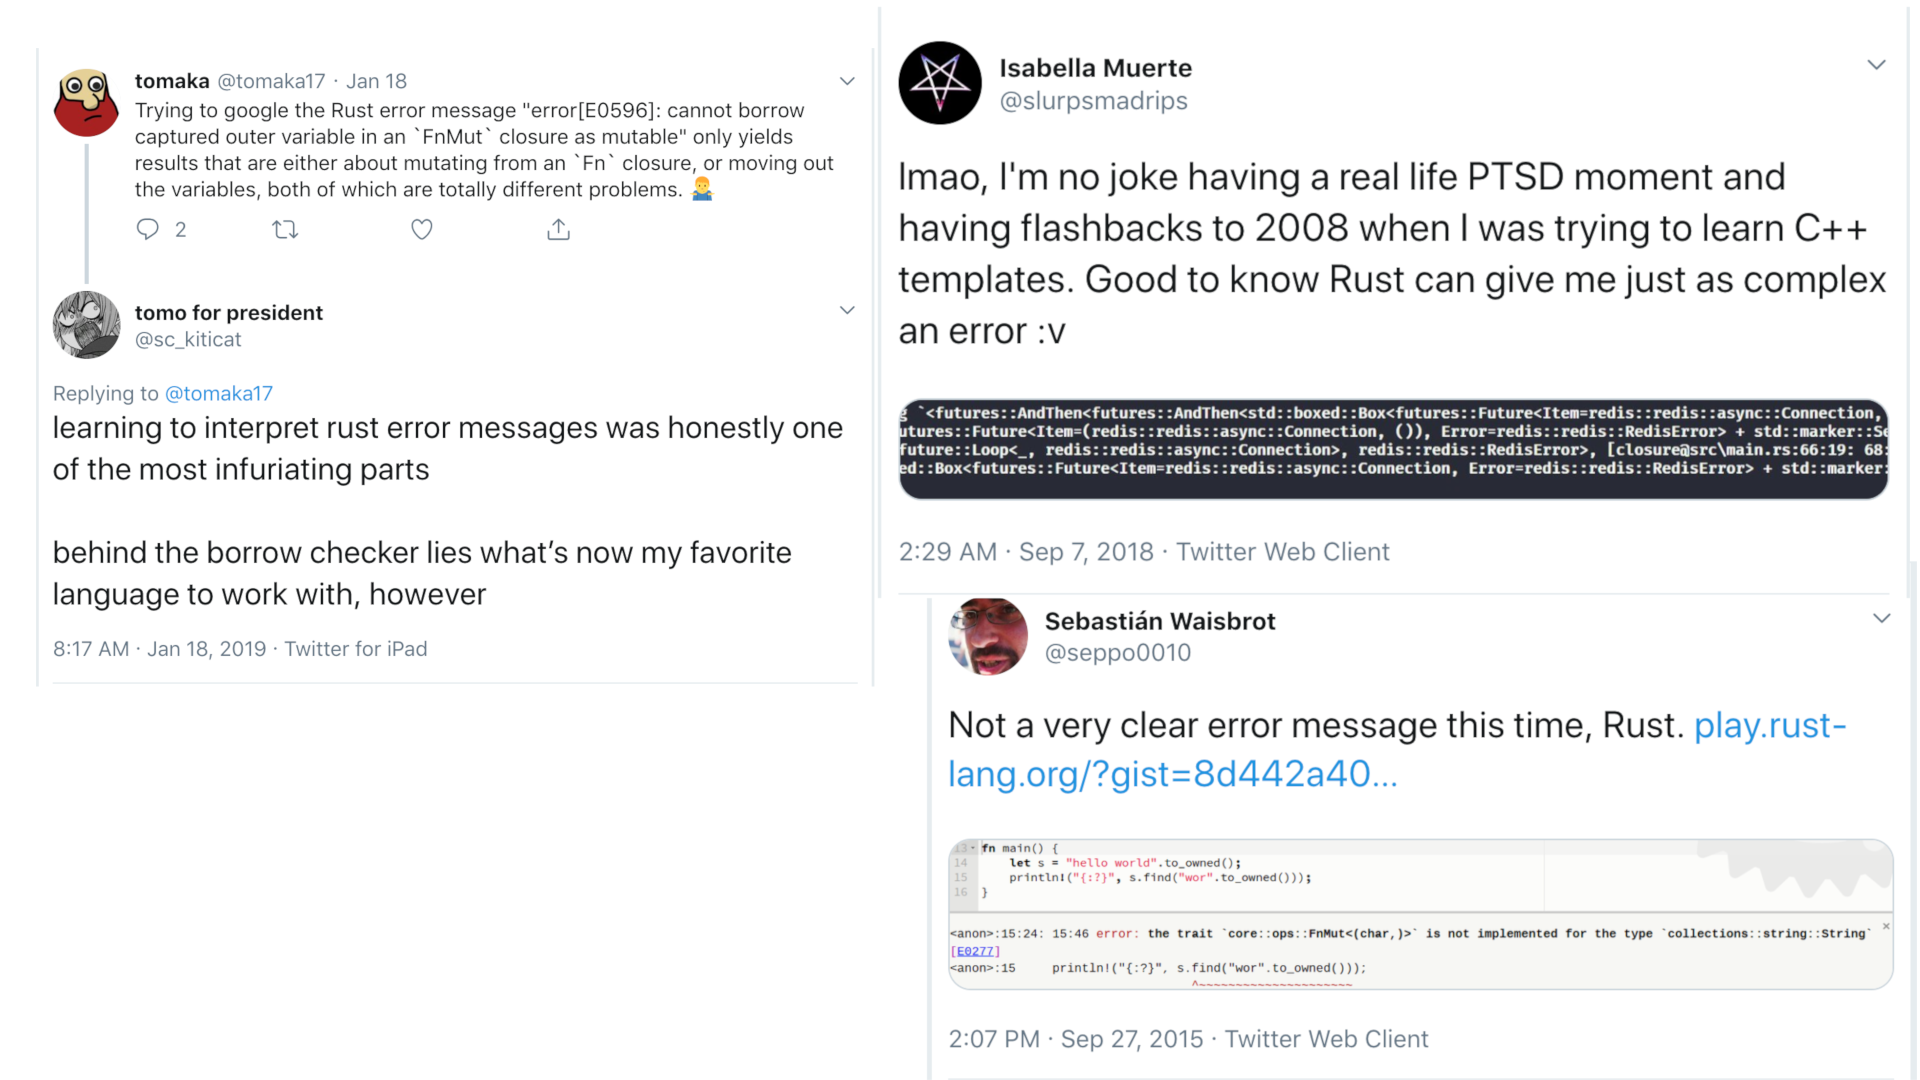 tomaka @tomaka17 · Jan 18
Trying to google the Rust error message "error[E0596]: cannot borrow
captured outer variable in an `FnMut` closure as mutable" only yields
results that are either about mutating from an `Fn` closure, or moving out
the variables, both of which are totally different problems. 🤷‍♂️
2
tomo for president
@sc_kiticat
Replying to @tomaka17
learning to interpret rust error messages was honestly one
of the most infuriating parts
behind the borrow checker lies what’s now my favorite
language to work with, however
8:17 AM · Jan 18, 2019 · Twitter for iPad
Isabella Muerte
@slurpsmadrips
lmao, I'm no joke having a real life PTSD moment and
having flashbacks to 2008 when I was trying to learn C++
templates. Good to know Rust can give me just as complex
an error :v
`<futures::AndThen<futures::AndThen<std::boxed::Box<futures::Future<Item=redis::redis::async::Connection,
utures::Future<Item=(redis::redis::async::Connection, ()), Error=redis::redis::RedisError> + std::marker::Se
future::Loop<_, redis::redis::async::Connection>, redis::redis::RedisError>, [closure@src\main.rs:66:19: 68:
ed::Box<futures::Future<Item=redis::redis::async::Connection, Error=redis::redis::RedisError> + std::marker:
2:29 AM · Sep 7, 2018 · Twitter Web Client
Sebastián Waisbrot
@seppo0010
Not a very clear error message this time, Rust. play.rust-
lang.org/?gist=8d442a40...
13 fn main() {
14 let s = "hello world".to_owned();
15 println!("{:?}", s.find("wor".to_owned()));
16 }
<anon>:15:24: 15:46 error: the trait `core::ops::FnMut<(char,)>` is not implemented for the type `collections::string::String`
[E0277]
<anon>:15 println!("{:?}", s.find("wor".to_owned()));
^~~~~~~~~~~~~~~~~~~~~~
2:07 PM · Sep 27, 2015 · Twitter Web Client